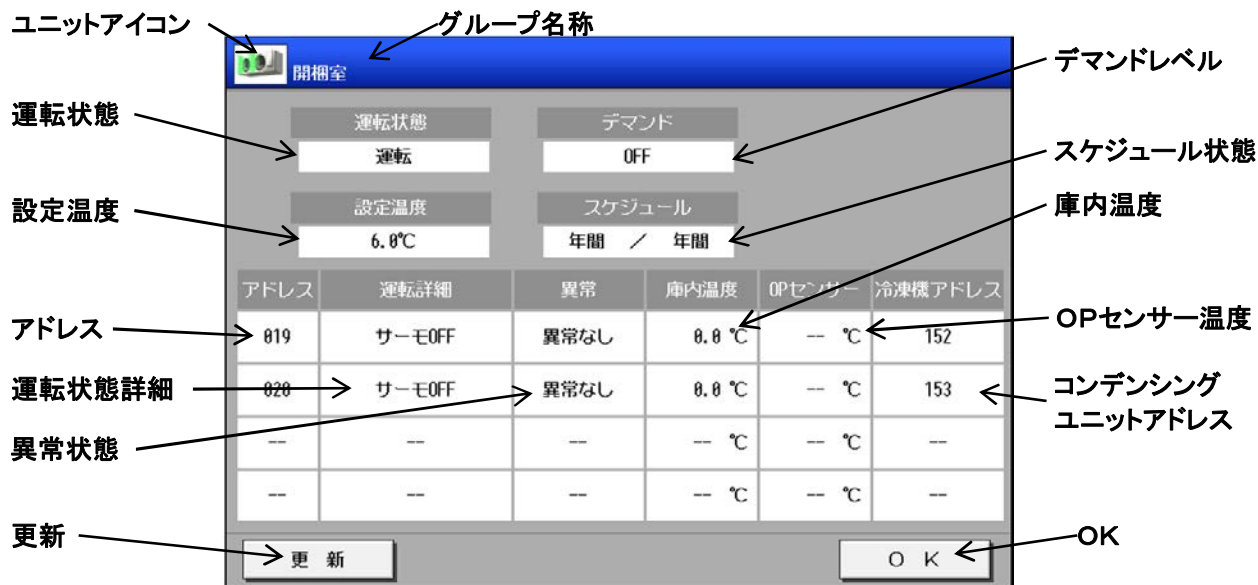 ユニットアイコン
グループ名称
開梱室
デマンドレベル
運転状態
運転状態
デマンド
運転
OFF
スケジュール状態
設定温度
設定温度
スケジュール
庫内温度
6.0℃
年間 ／ 年間
アドレス 運転詳細 異常 庫内温度 OPセンサー 冷凍機アドレス
アドレス
019 サーモOFF 異常なし 0.0 ℃ -- ℃ 152
OPセンサー温度
運転状態詳細
020 サーモOFF 異常なし 0.0 ℃ -- ℃ 153
コンデンシング
ユニットアドレス
異常状態
-- -- -- -- ℃ -- ℃ --
-- -- -- -- ℃ -- ℃ --
更新
更 新
O K
OK